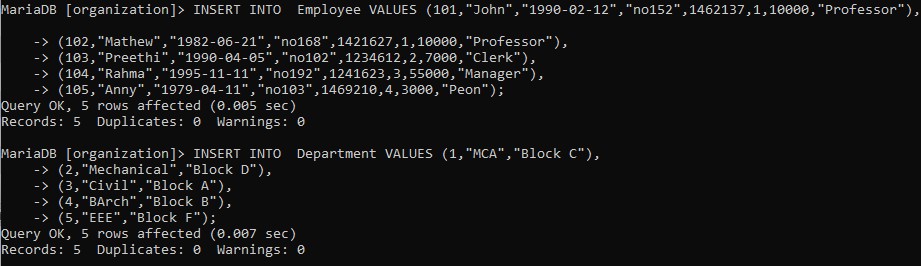 MariaDB [organization]> INSERT INTO  Employee VALUES (101,"John","1990-02-12","no152",1462137,1,10000,"Professor"),
    -> (102,"Mathew","1982-06-21","no168",1421627,1,10000,"Professor"),
    -> (103,"Preethi","1990-04-05","no102",1234612,2,7000,"Clerk"),
    -> (104,"Rahma","1995-11-11","no192",1241623,3,55000,"Manager"),
    -> (105,"Anny","1979-04-11","no103",1469210,4,3000,"Peon");
Query OK, 5 rows affected (0.005 sec)
Records: 5  Duplicates: 0  Warnings: 0
MariaDB [organization]> INSERT INTO  Department VALUES (1,"MCA","Block C"),
    -> (2,"Mechanical","Block D"),
    -> (3,"Civil","Block A"),
    -> (4,"BArch","Block B"),
    -> (5,"EEE","Block F");
Query OK, 5 rows affected (0.007 sec)
Records: 5  Duplicates: 0  Warnings: 0